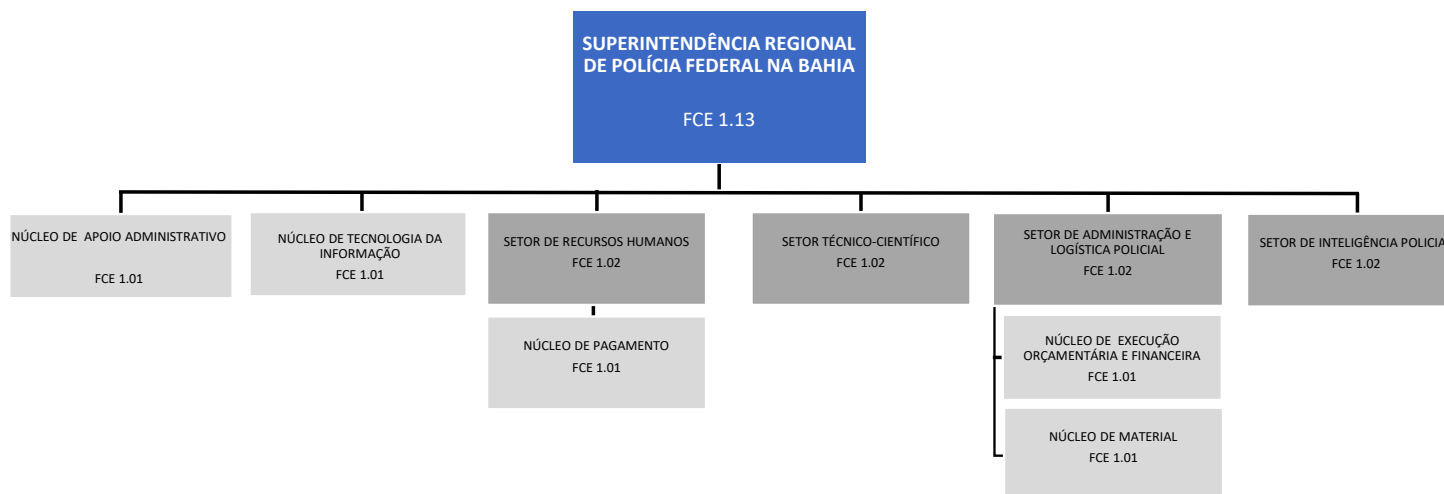 SUPERINTENDÊNCIA REGIONAL
DE POLÍCIA FEDERAL NA BAHIA
FCE 1.13
NÚCLEO DE APOIO ADMINISTRATIVO
FCE 1.01
NÚCLEO DE TECNOLOGIA DA
INFORMAÇÃO
FCE 1.01
SETOR DE RECURSOS HUMANOS
FCE 1.02
SETOR TÉCNICO-CIENTÍFICO
FCE 1.02
SETOR DE ADMINISTRAÇÃO E
LOGÍSTICA POLICIAL
FCE 1.02
SETOR DE INTELIGÊNCIA POLICIA
FCE 1.02
NÚCLEO DE PAGAMENTO
FCE 1.01
NÚCLEO DE EXECUÇÃO
ORÇAMENTÁRIA E FINANCEIRA
FCE 1.01
NÚCLEO DE MATERIAL
FCE 1.01